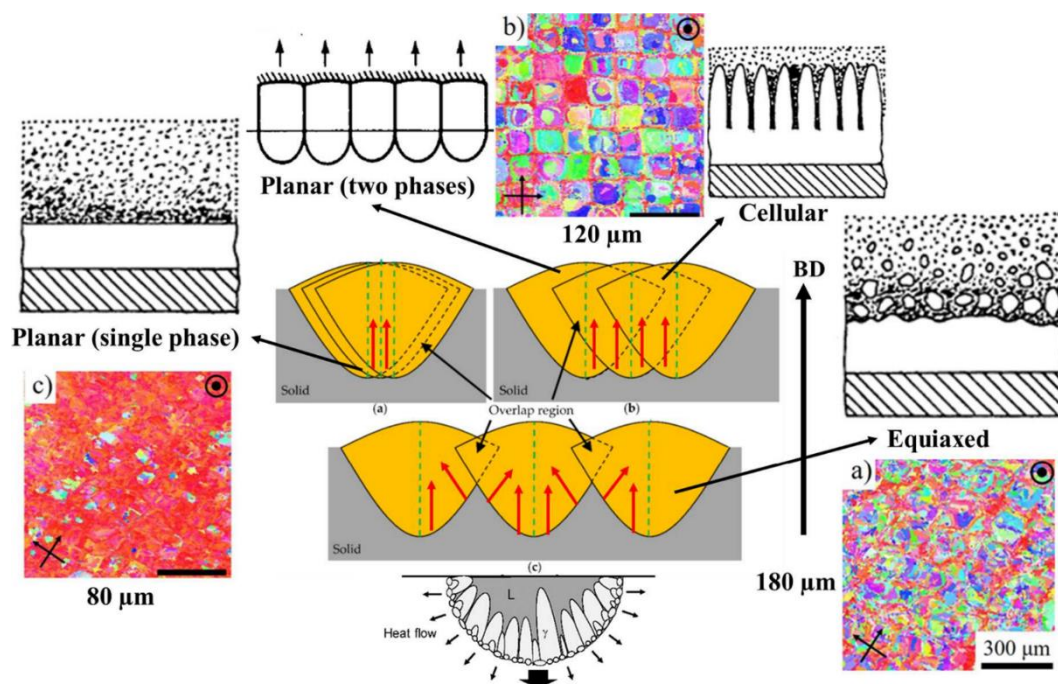 b)
Planar (two phases)
120 μm
Cellular
BD
Planar (single phase)
Solid
(a)
Solid
(b)
Overlap region
Equiaxed
c)
80 μm
Solid
(c)
180 μm
a)
300 μm
L
γ
Heat flow